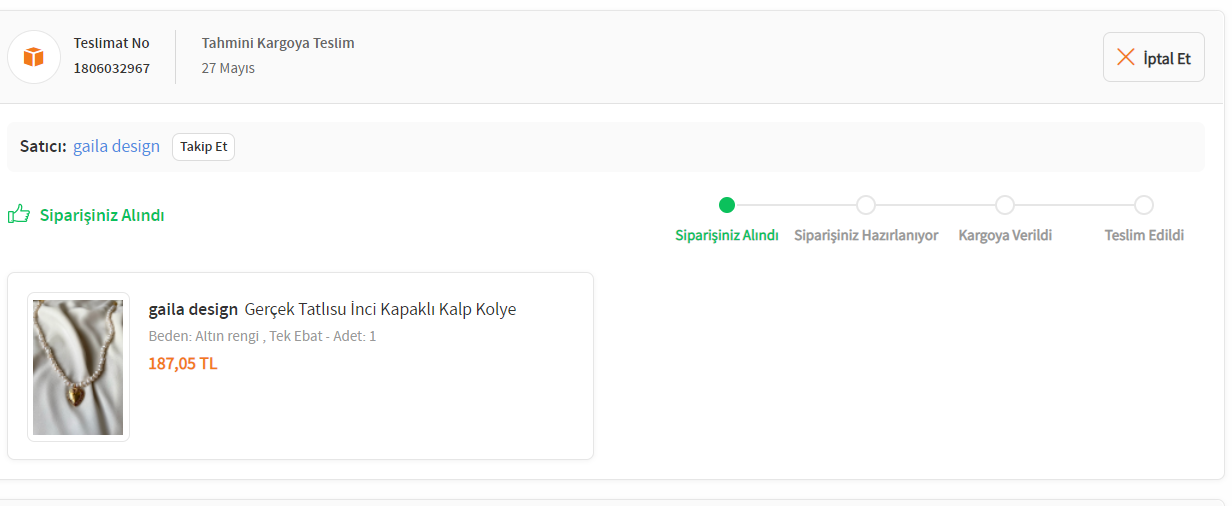 Teslimat No
1806032967
Tahmini Kargoya Teslim
27 Mayıs
İptal Et
Satıcı: gaila design Takip Et
Siparişiniz Alındı
Siparişiniz Alındı Siparişiniz Hazırlanıyor Kargoya Verildi Teslim Edildi
gaila design Gerçek Tatlısu İnci Kapaklı Kalp Kolye
Beden: Altın rengi , Tek Ebat - Adet: 1
187,05 TL